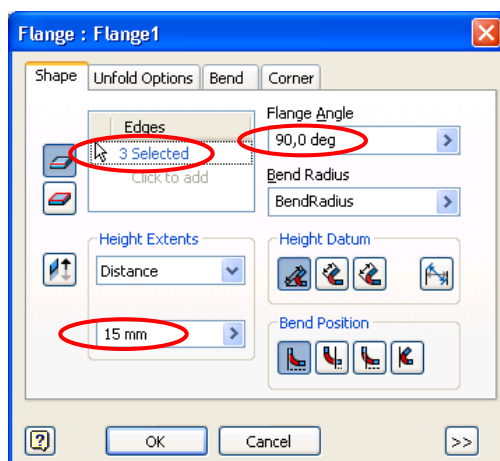 Flange : Flange1
Shape Unfold Options Bend Corner
Edges
3 Selected
Click to add
Flange Angle
90,0 deg
Bend Radius
BendRadius
Height Extents
Distance
15 mm
Height Datum
Bend Position
OK Cancel >>